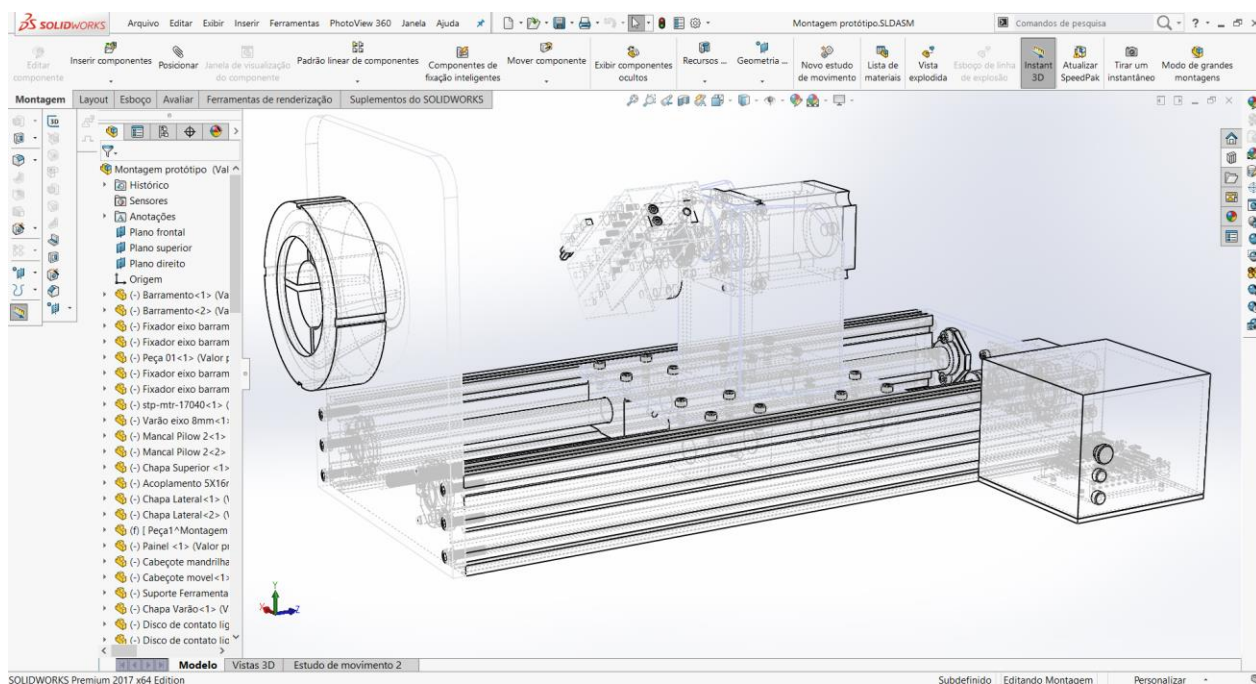 SOLIDWORKS
Arquivo Editar Exibir Inserir Ferramentas PhotoView 360 Janela Ajuda
Montagem protótipo.SLDASM
Comandos de pesquisa
Editar componente
Inserir componentes
Posicionar
Janela de visualização do componente
Padrão linear de componentes
Componentes de fixação inteligentes
Mover componente
Exibir componentes ocultos
Recursos ...
Geometria ...
Novo estudo de movimento
Lista de materiais
Vista explodida
Esboço de linha de explosão
Instant 3D
Atualizar SpeedPak
Tirar um instantâneo
Modo de grandes montagens
Montagem Layout Esboço Avaliar Ferramentas de renderização Suplementos do SOLIDWORKS
Montagem protótipo (Val
Histórico
Sensores
Anotações
Plano frontal
Plano superior
Plano direito
Origem
(-) Barramento<1> (Va
(-) Barramento<2> (Va
(-) Fixador eixo barram
(-) Fixador eixo barram
(-) Peça 01<1> (Valor p
(-) Fixador eixo barram
(-) Fixador eixo barram
(-) stp-mtr-17040<1> (
(-) Varão eixo 8mm<1>
(-) Mancal Pilow 2<1>
(-) Mancal Pilow 2<2>
(-) Chapa Superior <1>
(-) Acoplamento 5X16r
(-) Chapa Lateral<1> (V
(-) Chapa Lateral<2> (V
(f) [ Peça1^Montagem
(-) Painel <1> (Valor pr
(-) Cabeçote mandrilha
(-) Cabeçote movel<1>
(-) Suporte Ferramenta
(-) Chapa Varão<1> (V
(-) Disco de contato lig
(-) Disco de contato lig
Y
X
Z
Modelo Vistas 3D Estudo de movimento 2
SOLIDWORKS Premium 2017 x64 Edition
Subdefinido Editando Montagem Personalizar